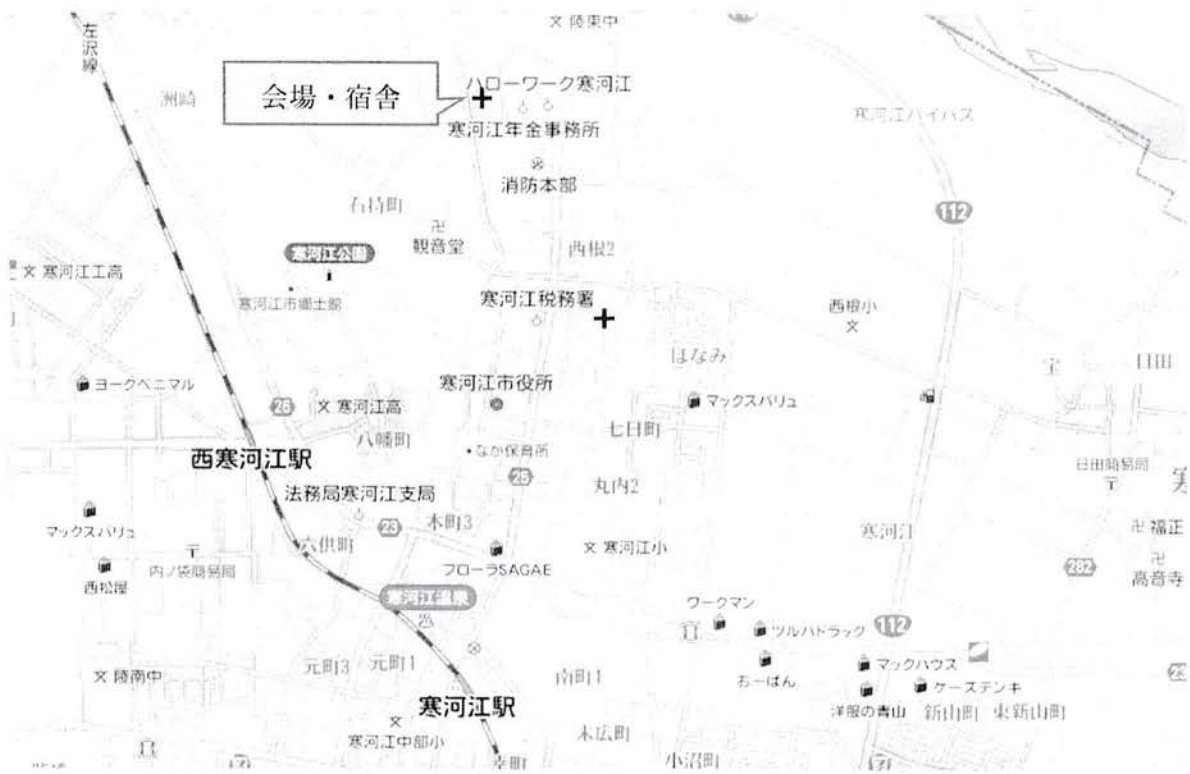 左沢線
文 陵東中
会場・宿舎
ハローワーク寒河江
洲崎
寒河江年金事務所
寒河江バイパス
消防本部
石持町
112
卍
観音堂
西根2
寒河江公園
文 寒河江工高
寒河江市郷土館
寒河江税務署
西根小
文
ほなみ
日田
ヨークベニマル
寒河江市役所
マックスバリュ
26
文 寒河江高
八幡町
七日町
なか保育所
西寒河江駅
25
日田簡易局
〒
丸内2
法務局寒河江支局
マックスバリュ
23
本町3
寒河江
卍 福正
六供町
文 寒河江小
〒
内ノ袋簡易局
西松屋
フローラSAGAE
卍
高音寺
282
寒河江温泉
ワークマン
ツルハドラッグ
112
元町3
元町1
おーばん
マックハウス
文 陵南中
南町1
ケーズデンキ
寒河江駅
洋服の青山
新山町
東新山町
文
寒河江中部小
末広町
幸町
小沼町